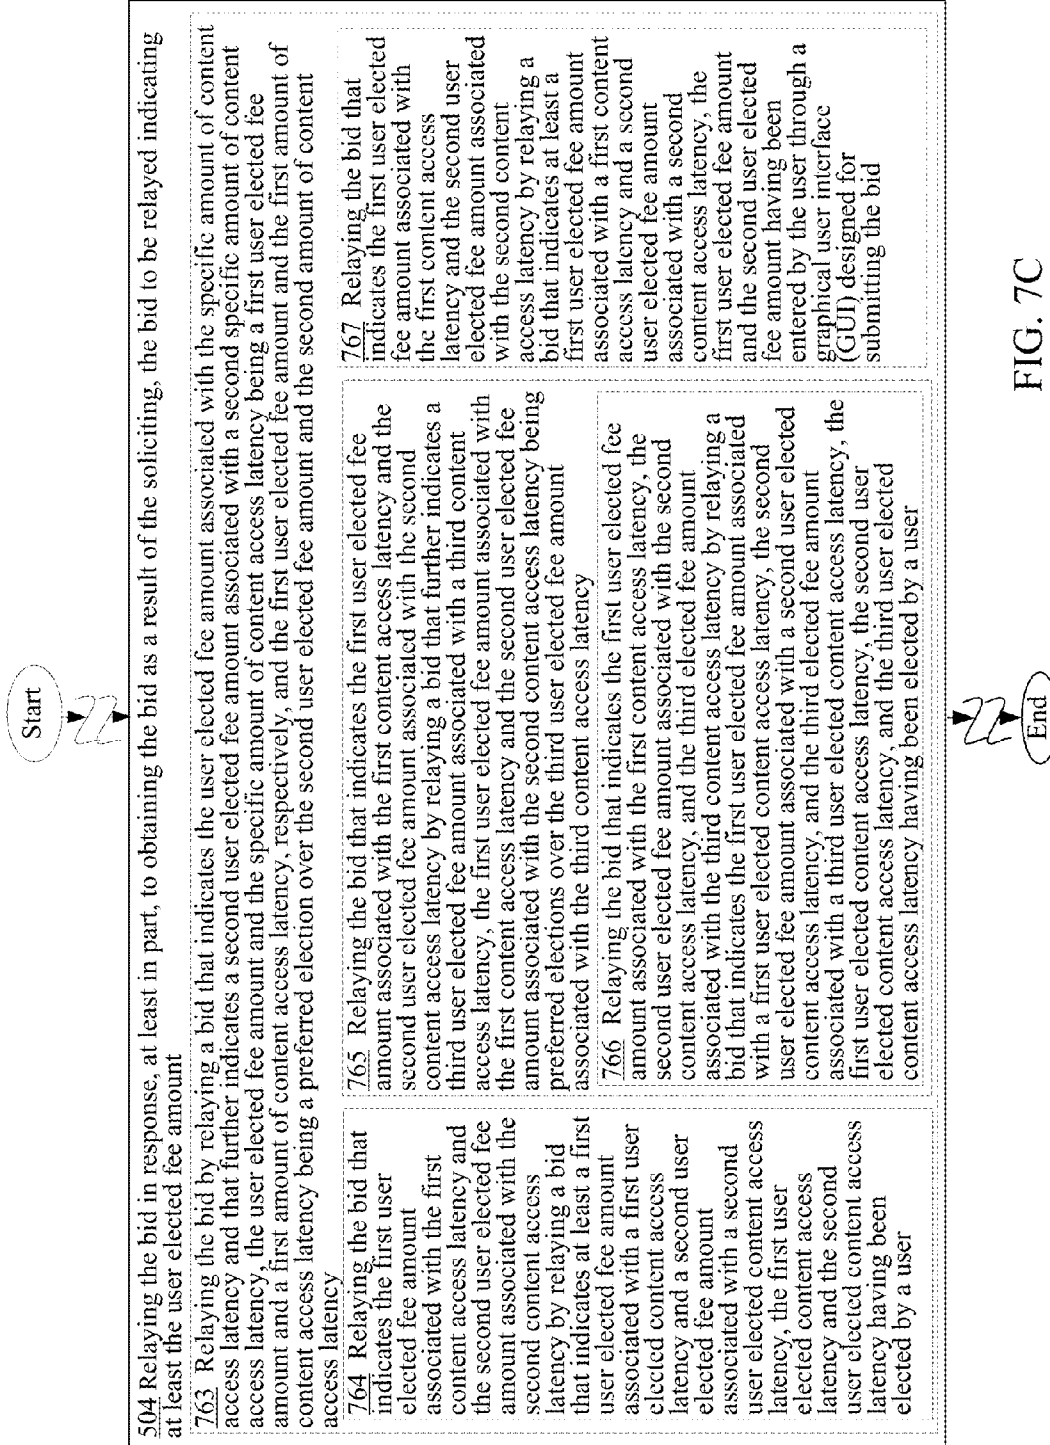 Start
504 Relaying the bid in response, at least in part, to obtaining the bid as a result of the soliciting, the bid to be relayed indicating
at least the user elected fee amount
763 Relaying the bid by relaying a bid that indicates the user elected fee amount associated with the specific amount of content
access latency and that further indicates a second user elected fee amount associated with a second specific amount of content
access latency, the user elected fee amount and the specific amount of content access latency being a first user elected fee
amount and a first amount of content access latency, respectively, and the first user elected fee amount and the first amount of
content access latency being a preferred election over the second user elected fee amount and the second amount of content
access latency
764 Relaying the bid that
indicates the first user
elected fee amount
associated with the first
content access latency and
the second user elected fee
amount associated with the
second content access
latency by relaying a bid
that indicates at least a first
user elected fee amount
associated with a first user
elected content access
latency and a second user
elected fee amount
associated with a second
user elected content access
latency, the first user
elected content access
latency and the second
user elected content access
latency having been
elected by a user
765 Relaying the bid that indicates the first user elected fee
amount associated with the first content access latency and the
second user elected fee amount associated with the second
content access latency by relaying a bid that further indicates a
third user elected fee amount associated with a third content
access latency, the first user elected fee amount associated with
the first content access latency and the second user elected fee
amount associated with the second content access latency being
preferred elections over the third user elected fee amount
associated with the third content access latency
766 Relaying the bid that indicates the first user elected fee
amount associated with the first content access latency, the
second user elected fee amount associated with the second
content access latency, and the third elected fee amount
associated with the third content access latency by relaying a
bid that indicates the first user elected fee amount associated
with a first user elected content access latency, the second
user elected fee amount associated with a second user elected
content access latency, and the third elected fee amount
associated with a third user elected content access latency, the
first user elected content access latency, the second user
elected content access latency, and the third user elected
content access latency having been elected by a user
767 Relaying the bid that
indicates the first user elected
fee amount associated with
the first content access
latency and the second user
elected fee amount associated
with the second content
access latency by relaying a
bid that indicates at least a
first user elected fee amount
associated with a first content
access latency and a second
user elected fee amount
associated with a second
content access latency, the
first user elected fee amount
and the second user elected
fee amount having been
entered by the user through a
graphical user interface
(GUI) designed for
submitting the bid
End
FIG. 7C